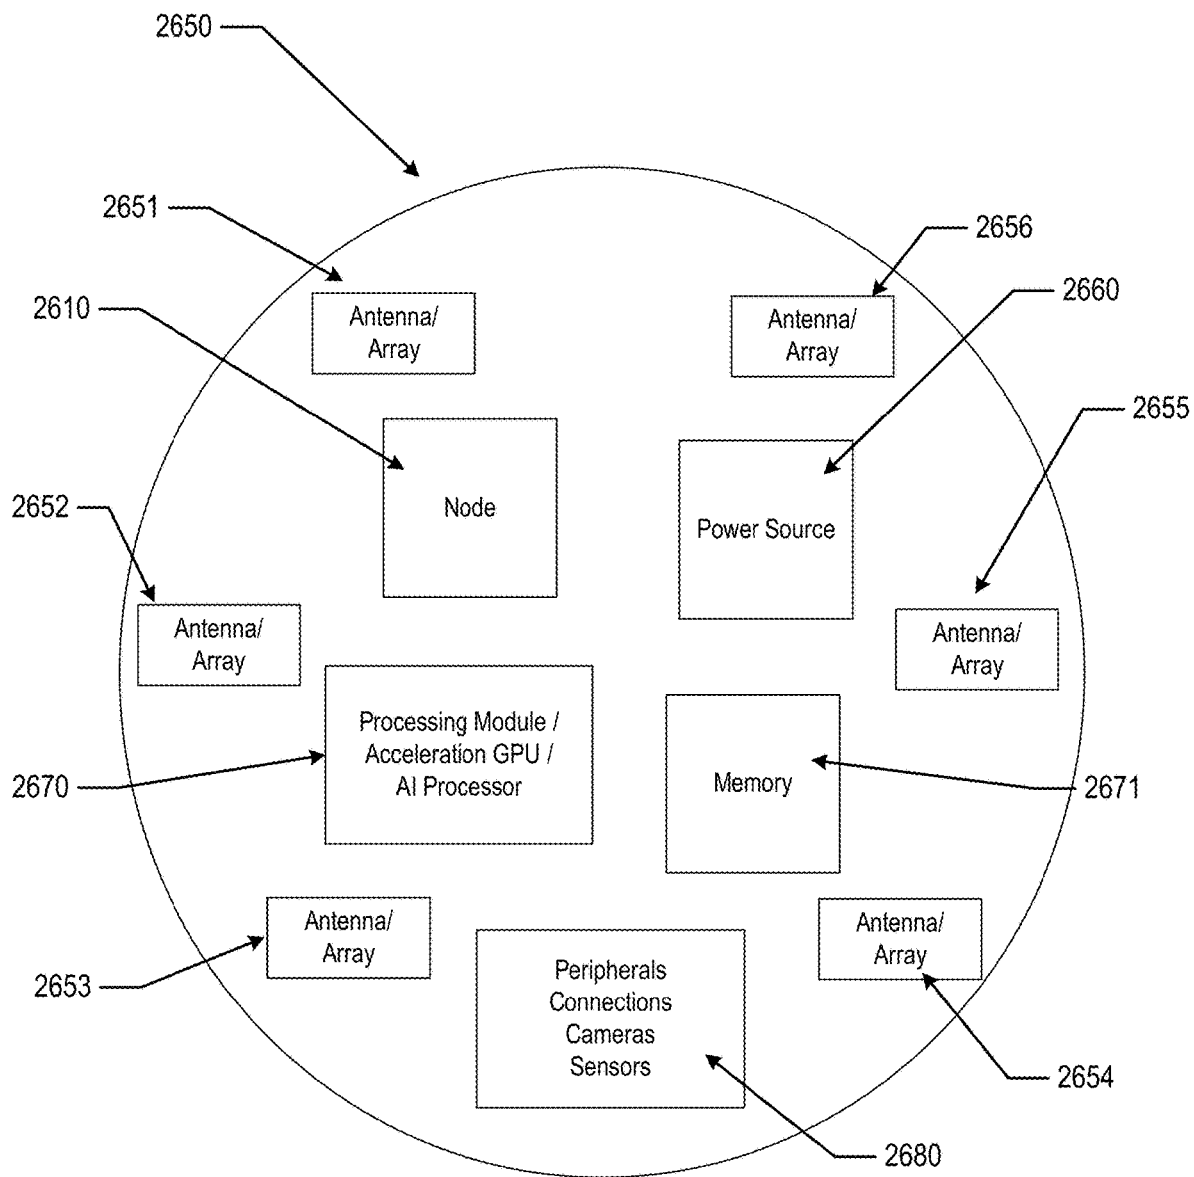 2650
2651
2656
2610
2660
Antenna/
Array
Antenna/
Array
2655
Node
Power Source
2652
Antenna/
Array
Antenna/
Array
Processing Module /
Acceleration GPU /
AI Processor
2670
Memory
2671
Antenna/
Array
Antenna/
Array
2653
Peripherals
Connections
Cameras
Sensors
2654
2680